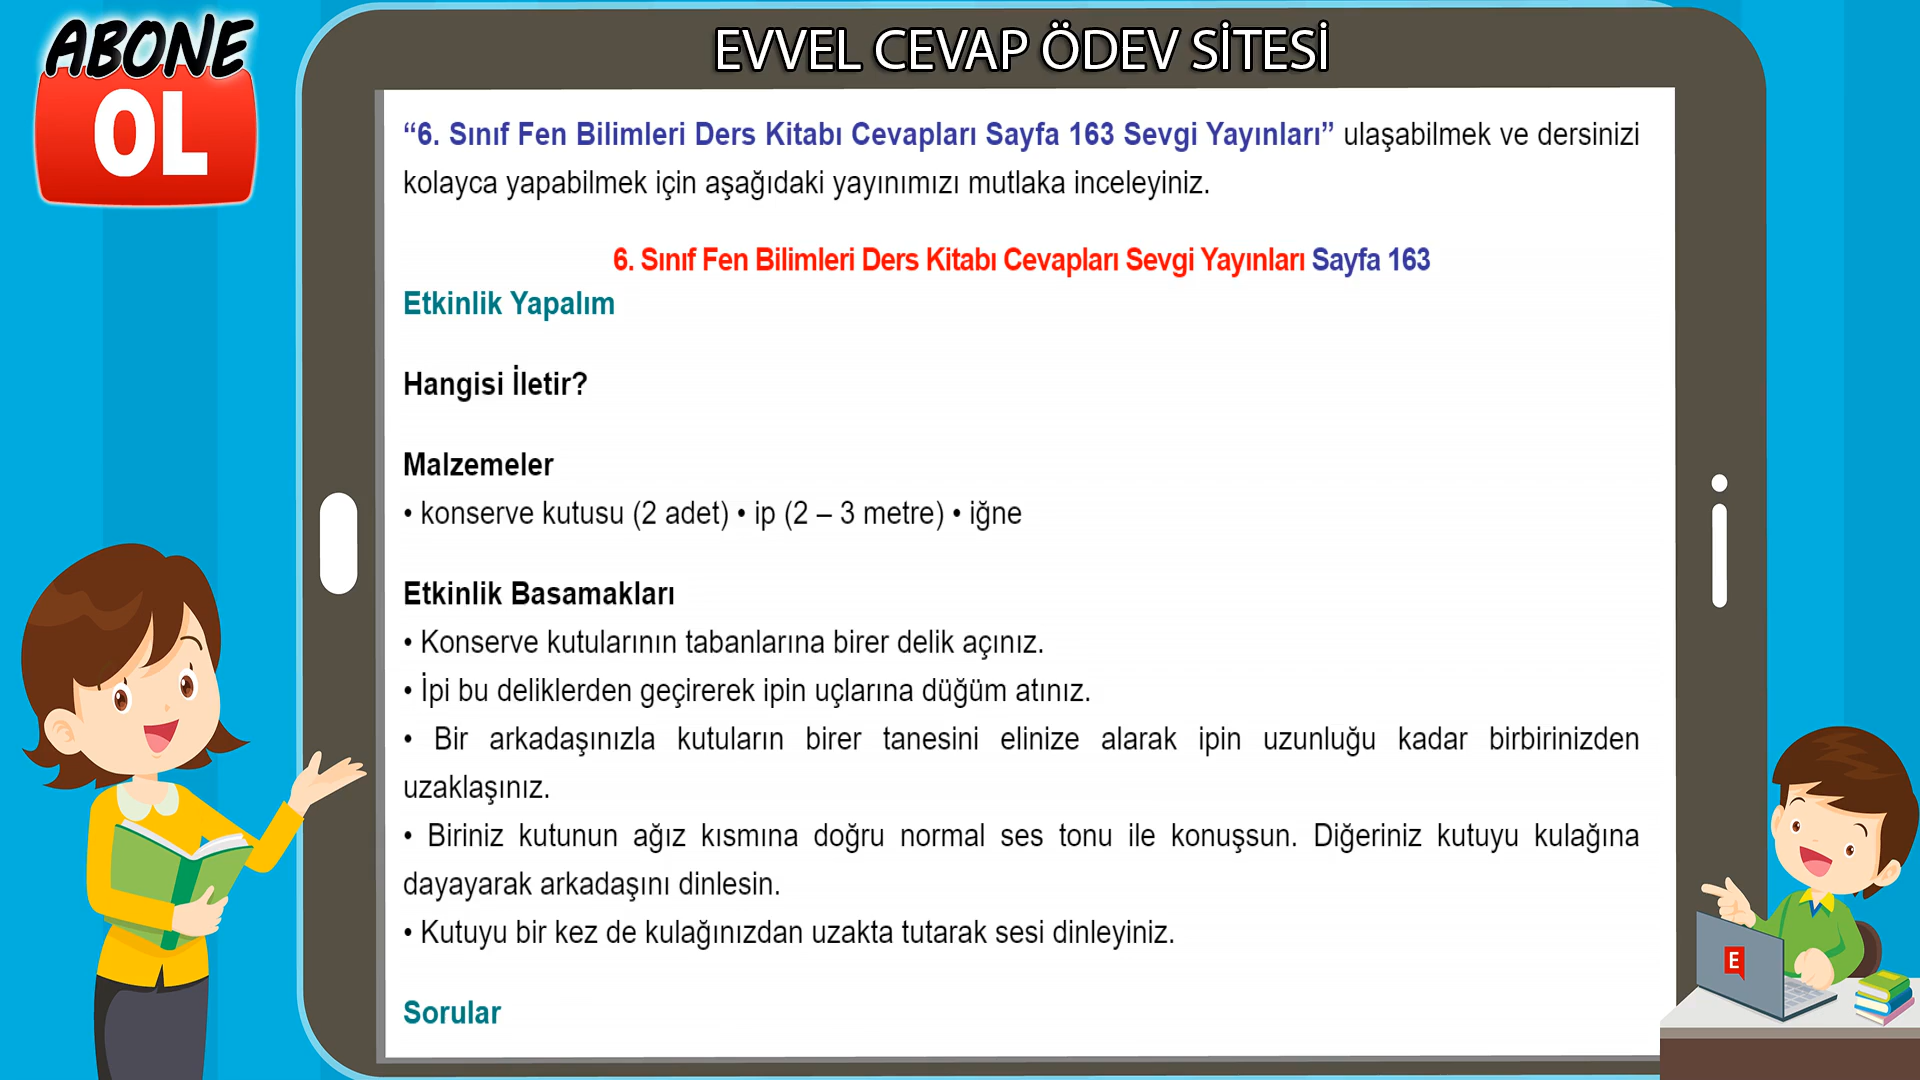 ABONE
OL
EVVEL CEVAP ÖDEV SİTESİ
“6. Sınıf Fen Bilimleri Ders Kitabı Cevapları Sayfa 163 Sevgi Yayınları” ulaşabilmek ve dersinizi
kolayca yapabilmek için aşağıdaki yayınımızı mutlaka inceleyiniz.
6. Sınıf Fen Bilimleri Ders Kitabı Cevapları Sevgi Yayınları Sayfa 163
Etkinlik Yapalım
Hangisi İletir?
Malzemeler
• konserve kutusu (2 adet) • ip (2 – 3 metre) • iğne
Etkinlik Basamakları
• Konserve kutularının tabanlarına birer delik açınız.
• İpi bu deliklerden geçirerek ipin uçlarına düğüm atınız.
• Bir arkadaşınızla kutuların birer tanesini elinize alarak ipin uzunluğu kadar birbirinizden
uzaklaşınız.
• Biriniz kutunun ağız kısmına doğru normal ses tonu ile konuşsun. Diğeriniz kutuyu kulağına
dayayarak arkadaşını dinlesin.
• Kutuyu bir kez de kulağınızdan uzakta tutarak sesi dinleyiniz.
Sorular
E